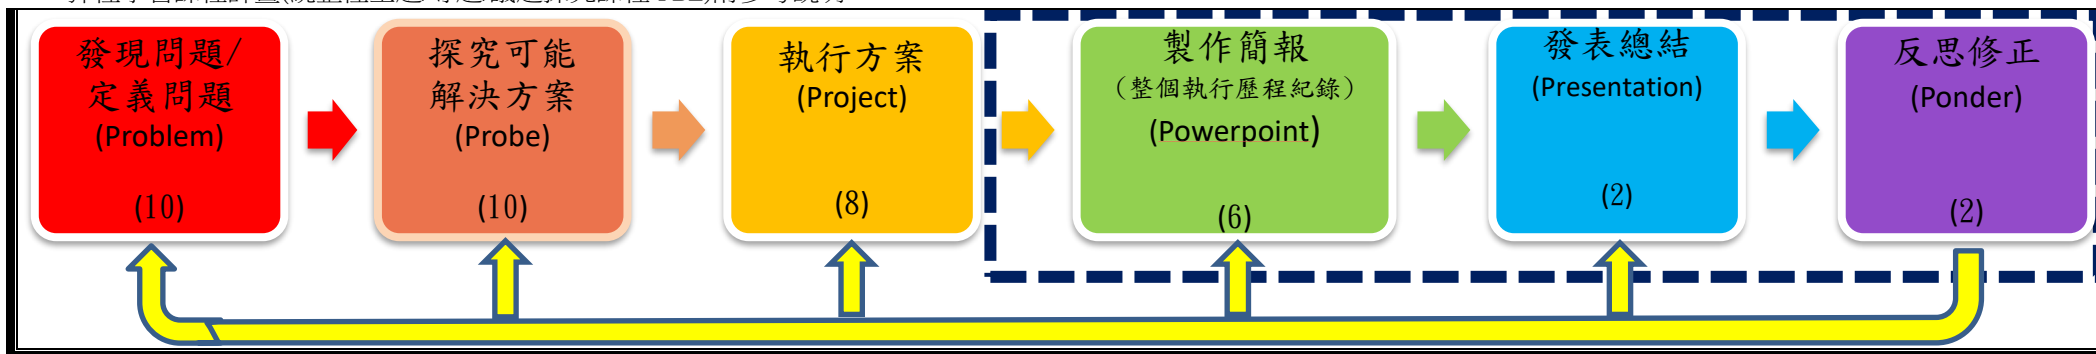 發現問題/
定義問題
(Problem)
(10)
探究可能
解決方案
(Probe)
(10)
執行方案
(Project)
(8)
製作簡報
（整個執行歷程紀錄）
(Powerpoint)
(6)
發表總結
(Presentation)
(2)
反思修正
(Ponder)
(2)